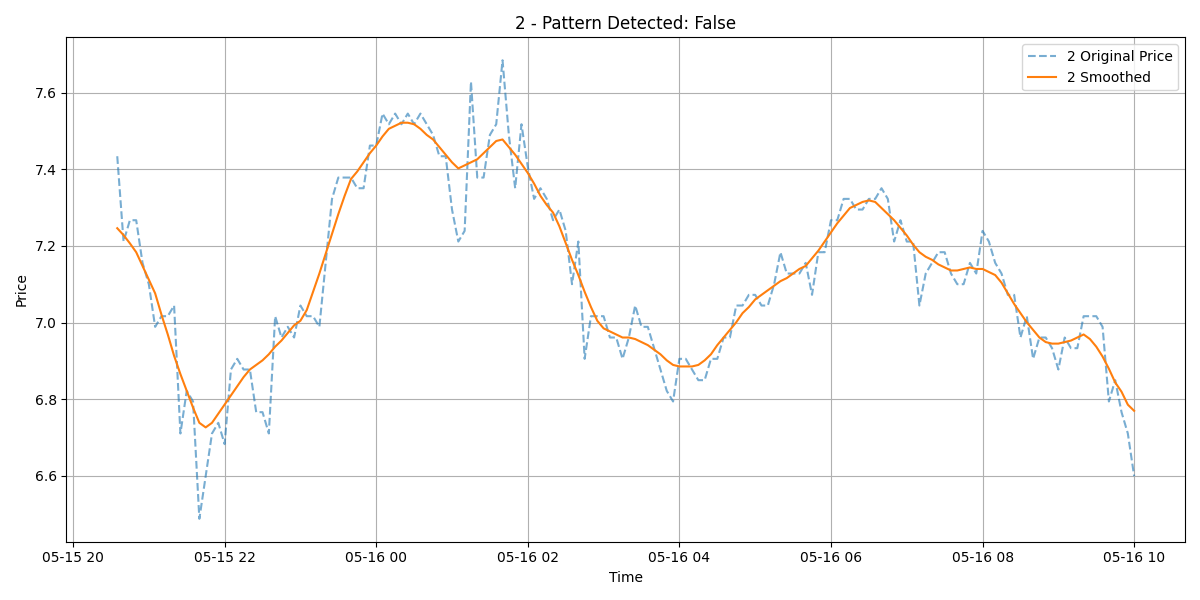 2 - Pattern Detected: False
2 Original Price
2 Smoothed
7.6
7.4
7.2
7.0
6.8
6.6
Price
05-15 20
05-15 22
05-16 00
05-16 02
05-16 04
05-16 06
05-16 08
05-16 10
Time